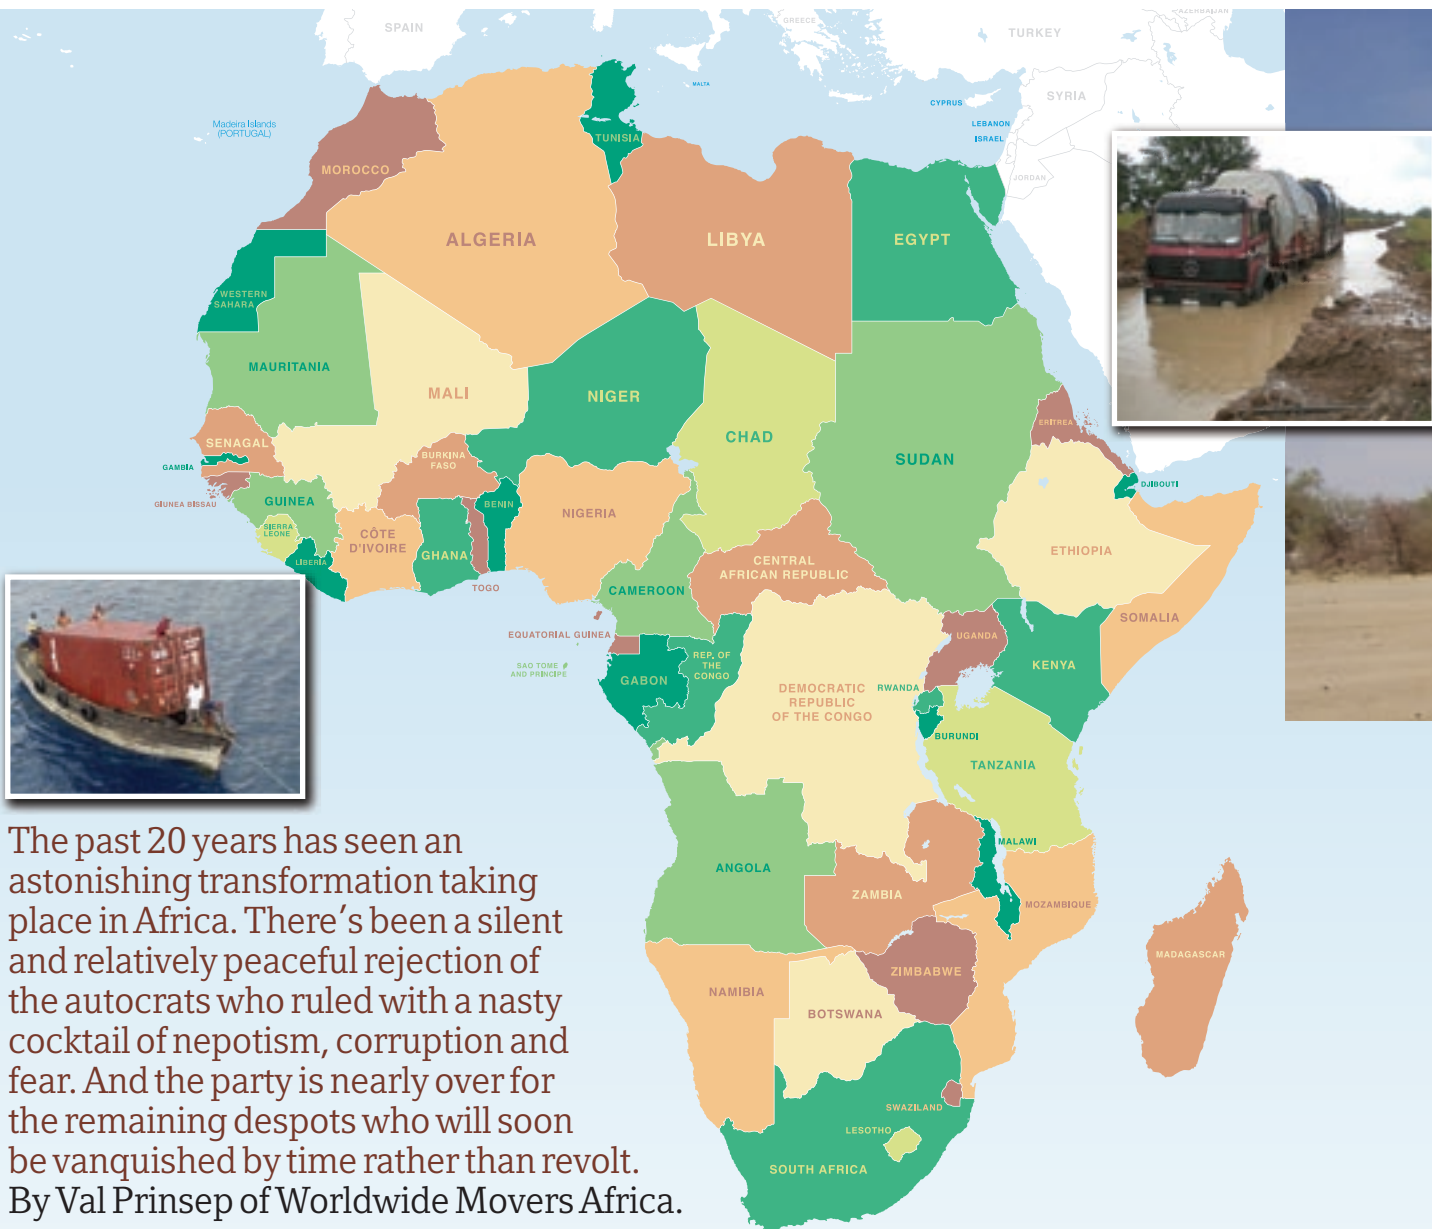 SPAIN
GREECE
TURKEY
AZERBAIJAN
SYRIA
MALTA
CYPRUS
LEBANON
ISRAEL
JORDAN
Madeira Islands
(PORTUGAL)
MOROCCO
TUNISIA
ALGERIA
LIBYA
EGYPT
WESTERN
SAHARA
MAURITANIA
MALI
NIGER
CHAD
SUDAN
ERITREA
DJIBOUTI
SENAGAL
GAMBIA
GIUNEA BISSAU
GUINEA
SIERRA
LEONE
LIBERIA
CÔTE
D'IVOIRE
BURKINA
FASO
GHANA
TOGO
BENIN
NIGERIA
CAMEROON
CENTRAL
AFRICAN REPUBLIC
ETHIOPIA
SOMALIA
EQUATORIAL GUINEA
SAO TOME
AND PRINCIPE
GABON
REP. OF
THE
CONGO
DEMOCRATIC
REPUBLIC
OF THE CONGO
UGANDA
KENYA
RWANDA
BURUNDI
TANZANIA
ANGOLA
ZAMBIA
MALAWI
MOZAMBIQUE
MADAGASCAR
ZIMBABWE
NAMIBIA
BOTSWANA
SWAZILAND
LESOTHO
SOUTH AFRICA
The past 20 years has seen an
astonishing transformation taking
place in Africa. There's been a silent
and relatively peaceful rejection of
the autocrats who ruled with a nasty
cocktail of nepotism, corruption and
fear. And the party is nearly over for
the remaining despots who will soon
be vanquished by time rather than revolt.
By Val Prinsep of Worldwide Movers Africa.